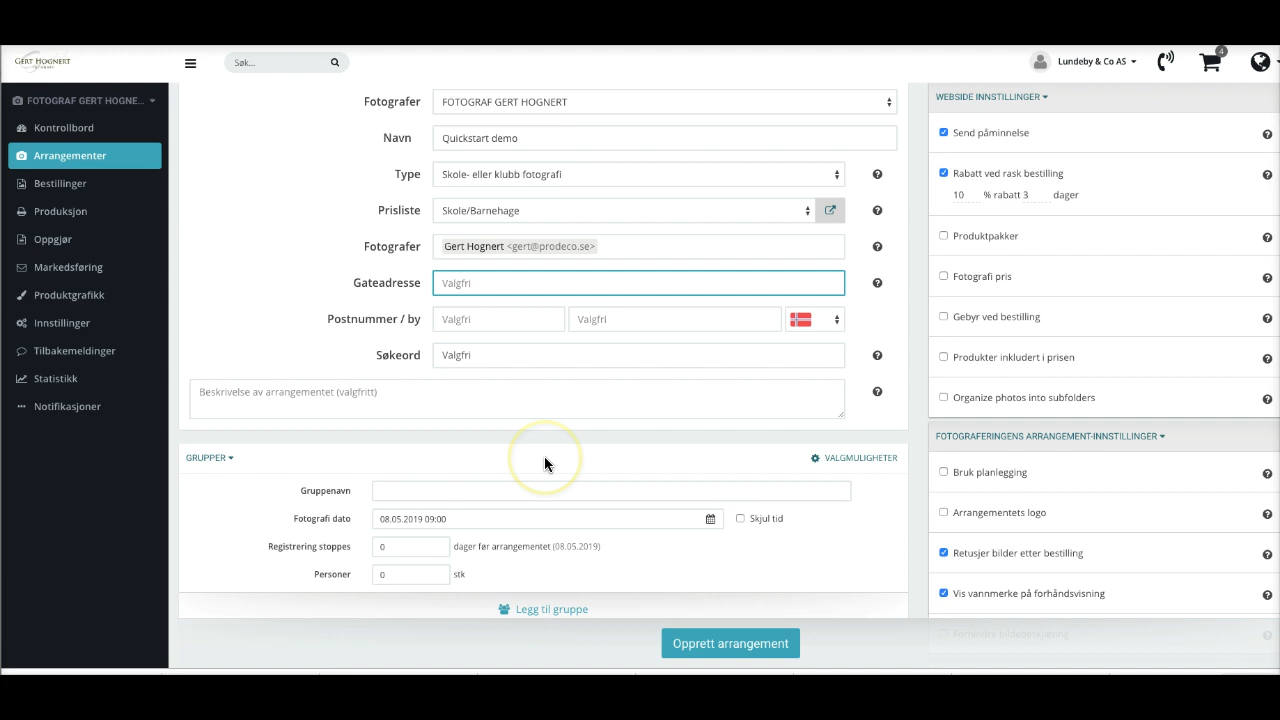 GERT HOGNERT
Søk...
Lundeby & Co AS
4
FOTOGRAF GERT HOGNE...
Kontrollbord
Arrangementer
Bestillinger
Produksjon
Oppgjør
Markedsføring
Produktgrafikk
Innstillinger
Tilbakemeldinger
Statistikk
Notifikasjoner
Fotografer FOTOGRAF GERT HOGNERT
Navn Quickstart demo
Type Skole- eller klubb fotografi
Prisliste Skole/Barnehage
Fotografer Gert Hognert <gert@prodeco.se>
Gateadresse Valgfri
Postnummer / by Valgfri Valgfri
Søkeord Valgfri
Beskrivelse av arrangementet (valgfritt)
GRUPPER VALGMULIGHETER
Gruppenavn
Fotografi dato 08.05.2019 09:00 Skjul tid
Registrering stoppes 0 dager før arrangementet (08.05.2019)
Personer 0 stk
Legg til gruppe
Opprett arrangement
WEBSIDE INNSTILLINGER
Send påminnelse
Rabatt ved rask bestilling
10 % rabatt 3 dager
Produktpakker
Fotografi pris
Gebyr ved bestilling
Produkter inkludert i prisen
Organize photos into subfolders
FOTOGRAFERINGENS ARRANGEMENT-INNSTILLINGER
Bruk planlegging
Arrangementets logo
Retusjer bilder etter bestilling
Vis vannmerke på forhåndsvisning
Forhindre bildebeskjæring